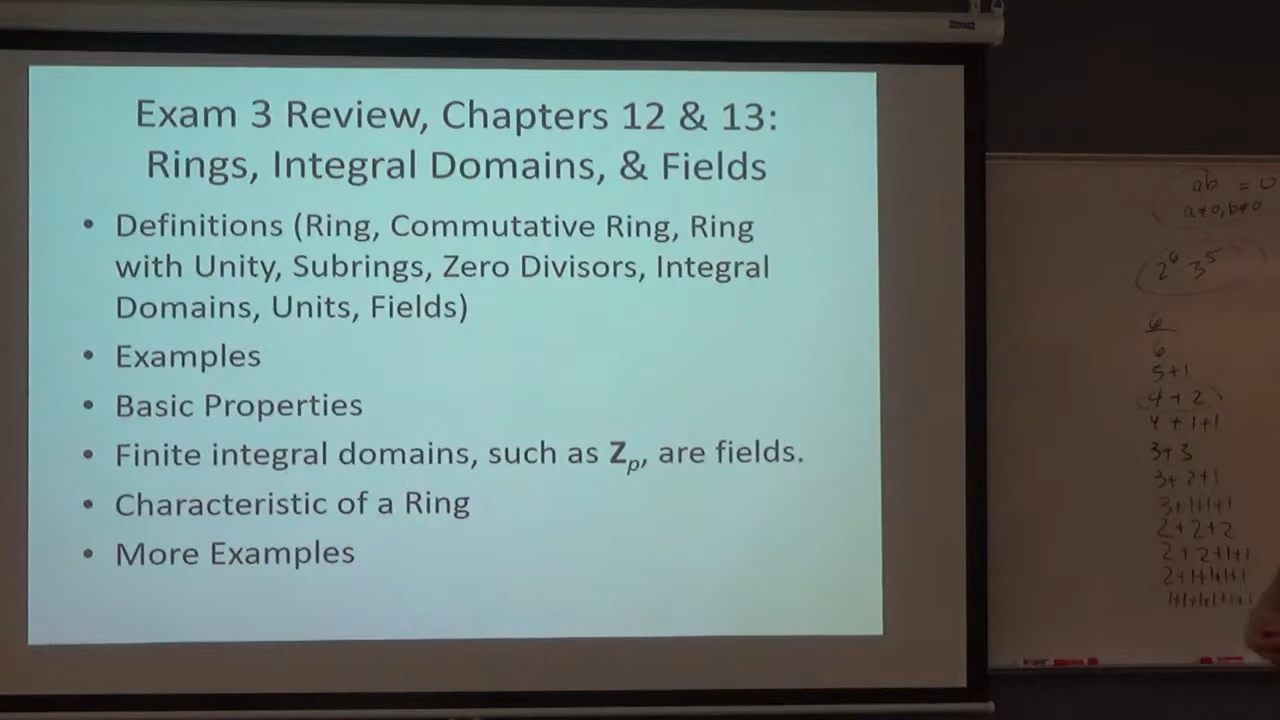 Exam 3 Review, Chapters 12 & 13:
Rings, Integral Domains, & Fields
• Definitions (Ring, Commutative Ring, Ring
with Unity, Subrings, Zero Divisors, Integral
Domains, Units, Fields)
• Examples
• Basic Properties
• Finite integral domains, such as Zp, are fields.
• Characteristic of a Ring
• More Examples
ab = 0
a≠0, b≠0
2⁶ 3⁵
6
6
5+1
4+2
4+1+1
3+3
3+2+1
3+1+1+1
2+2+2
2+2+1+1
2+1+1+1+1
1+1+1+1+1+1